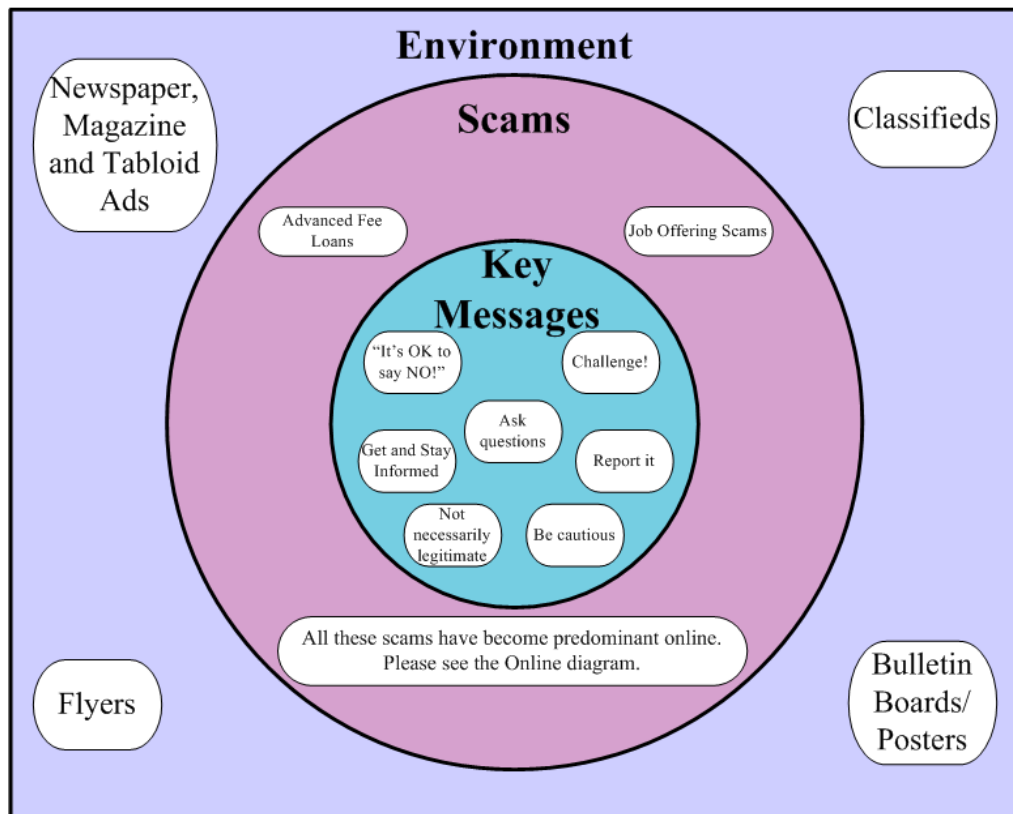 Environment
Newspaper,
Magazine
and Tabloid
Ads
Classifieds
Scams
Advanced Fee
Loans
Job Offering Scams
Key
Messages
“It’s OK to
say NO!”
Challenge!
Ask
questions
Get and Stay
Informed
Report it
Not
necessarily
legitimate
Be cautious
All these scams have become predominant online.
Please see the Online diagram.
Flyers
Bulletin
Boards/
Posters